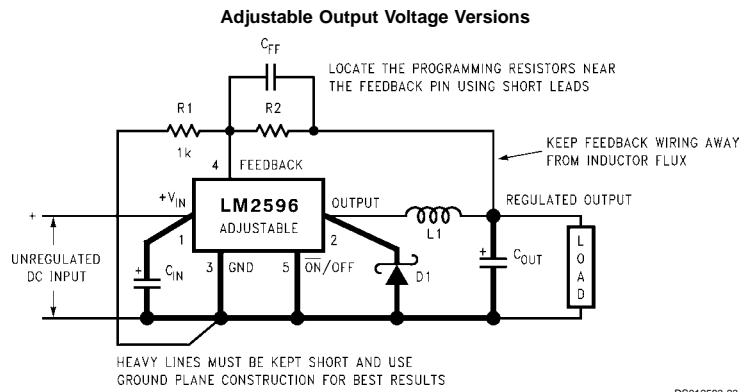 Adjustable Output Voltage Versions
CFF
LOCATE THE PROGRAMMING RESISTORS NEAR
THE FEEDBACK PIN USING SHORT LEADS
R1
R2
1k
4
FEEDBACK
KEEP FEEDBACK WIRING AWAY
FROM INDUCTOR FLUX
+VIN
LM2596
ADJUSTABLE
OUTPUT
REGULATED OUTPUT
+
1
2
L1
UNREGULATED
DC INPUT
+
CIN
3
GND
5
ON/OFF
D1
+
COUT
LOAD
HEAVY LINES MUST BE KEPT SHORT AND USE
GROUND PLANE CONSTRUCTION FOR BEST RESULTS